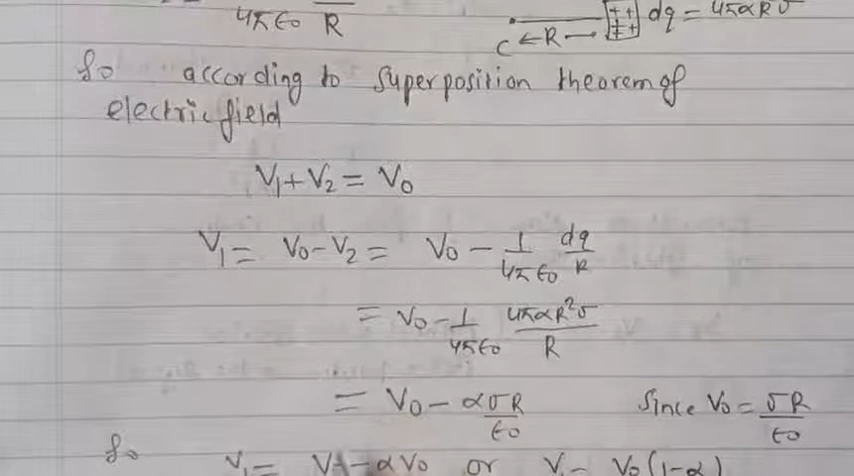 4πε0 R
C ←R→ ++ ++ dq = 4παR²σ
So according to superposition theorem of
electric field
V1 + V2 = V0
V1 = V0 - V2 = V0 - 1/4πε0 dq/R
= V0 - 1/4πε0 4παR²σ/R
= V0 - ασR/ε0 Since V0 = σR/ε0
So
V1 = V0 - αV0 or V1 = V0(1-α)